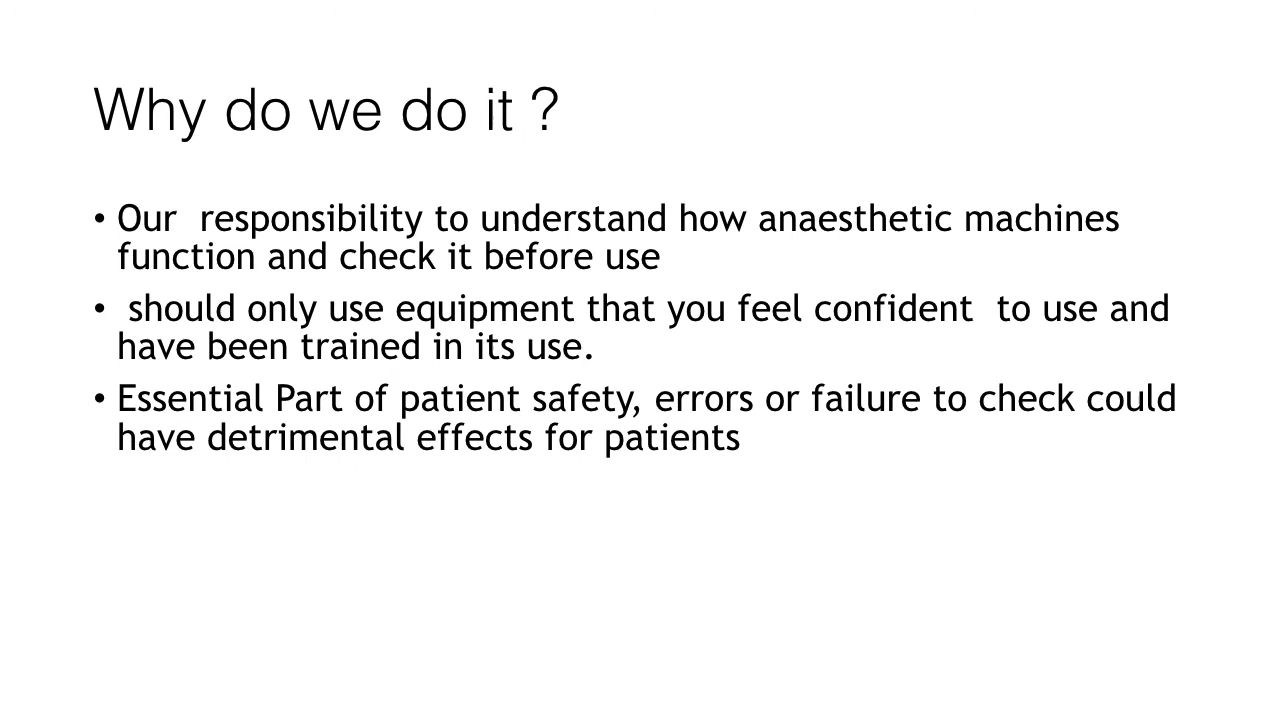 Why do we do it ?
• Our  responsibility to understand how anaesthetic machines
function and check it before use
•  should only use equipment that you feel confident  to use and
have been trained in its use.
• Essential Part of patient safety, errors or failure to check could
have detrimental effects for patients